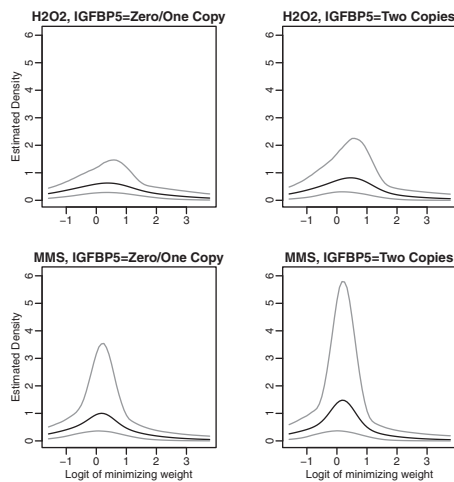 H2O2, IGFBP5=Zero/One Copy
H2O2, IGFBP5=Two Copies
Estimated Density
0 1 2 3 4 5 6
0 1 2 3 4 5 6
−1 0 1 2 3
−1 0 1 2 3
MMS, IGFBP5=Zero/One Copy
MMS, IGFBP5=Two Copies
Estimated Density
0 1 2 3 4 5 6
0 1 2 3 4 5 6
−1 0 1 2 3
−1 0 1 2 3
Logit of minimizing weight
Logit of minimizing weight